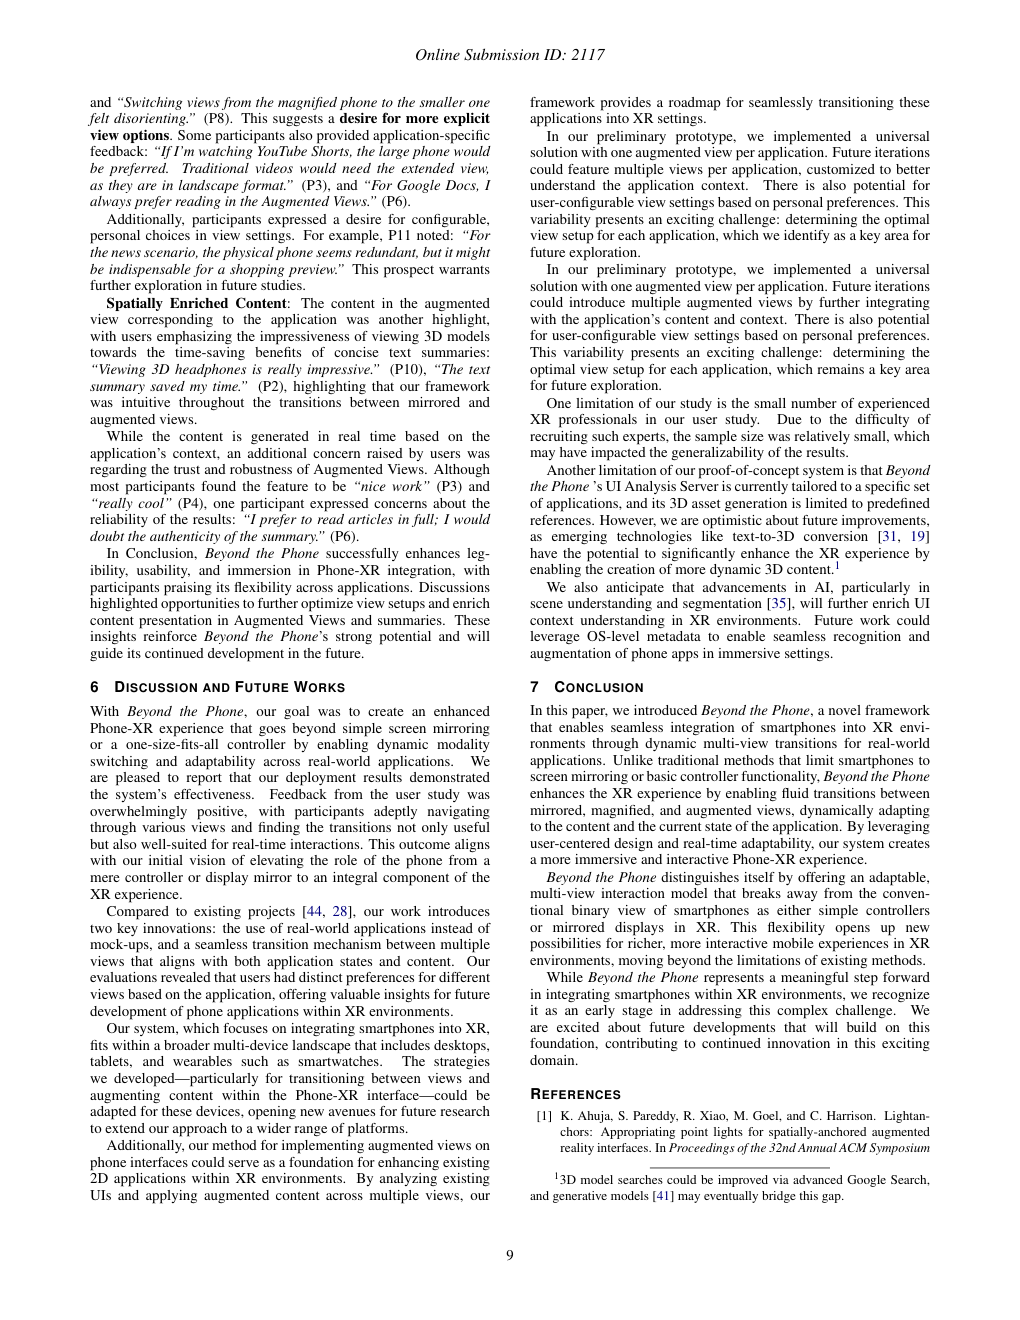 Online Submission ID: 2117
and “Switching views from the magnified phone to the smaller one
felt disorienting.” (P8). This suggests a desire for more explicit
view options. Some participants also provided application-specific
feedback: “If I’m watching YouTube Shorts, the large phone would
be preferred. Traditional videos would need the extended view,
as they are in landscape format.” (P3), and “For Google Docs, I
always prefer reading in the Augmented Views.” (P6).
Additionally, participants expressed a desire for configurable,
personal choices in view settings. For example, P11 noted: “For
the news scenario, the physical phone seems redundant, but it might
be indispensable for a shopping preview.” This prospect warrants
further exploration in future studies.
Spatially Enriched Content: The content in the augmented
view corresponding to the application was another highlight,
with users emphasizing the impressiveness of viewing 3D models
towards the time-saving benefits of concise text summaries:
“Viewing 3D headphones is really impressive.” (P10), “The text
summary saved my time.” (P2), highlighting that our framework
was intuitive throughout the transitions between mirrored and
augmented views.
While the content is generated in real time based on the
application’s context, an additional concern raised by users was
regarding the trust and robustness of Augmented Views. Although
most participants found the feature to be “nice work” (P3) and
“really cool” (P4), one participant expressed concerns about the
reliability of the results: “I prefer to read articles in full; I would
doubt the authenticity of the summary.” (P6).
In Conclusion, Beyond the Phone successfully enhances leg-
ibility, usability, and immersion in Phone-XR integration, with
participants praising its flexibility across applications. Discussions
highlighted opportunities to further optimize view setups and enrich
content presentation in Augmented Views and summaries. These
insights reinforce Beyond the Phone’s strong potential and will
guide its continued development in the future.
6 DISCUSSION AND FUTURE WORKS
With Beyond the Phone, our goal was to create an enhanced
Phone-XR experience that goes beyond simple screen mirroring
or a one-size-fits-all controller by enabling dynamic modality
switching and adaptability across real-world applications. We
are pleased to report that our deployment results demonstrated
the system’s effectiveness. Feedback from the user study was
overwhelmingly positive, with participants adeptly navigating
through various views and finding the transitions not only useful
but also well-suited for real-time interactions. This outcome aligns
with our initial vision of elevating the role of the phone from a
mere controller or display mirror to an integral component of the
XR experience.
Compared to existing projects [44, 28], our work introduces
two key innovations: the use of real-world applications instead of
mock-ups, and a seamless transition mechanism between multiple
views that aligns with both application states and content. Our
evaluations revealed that users had distinct preferences for different
views based on the application, offering valuable insights for future
development of phone applications within XR environments.
Our system, which focuses on integrating smartphones into XR,
fits within a broader multi-device landscape that includes desktops,
tablets, and wearables such as smartwatches. The strategies
we developed—particularly for transitioning between views and
augmenting content within the Phone-XR interface—could be
adapted for these devices, opening new avenues for future research
to extend our approach to a wider range of platforms.
Additionally, our method for implementing augmented views on
phone interfaces could serve as a foundation for enhancing existing
2D applications within XR environments. By analyzing existing
UIs and applying augmented content across multiple views, our
framework provides a roadmap for seamlessly transitioning these
applications into XR settings.
In our preliminary prototype, we implemented a universal
solution with one augmented view per application. Future iterations
could feature multiple views per application, customized to better
understand the application context. There is also potential for
user-configurable view settings based on personal preferences. This
variability presents an exciting challenge: determining the optimal
view setup for each application, which we identify as a key area for
future exploration.
In our preliminary prototype, we implemented a universal
solution with one augmented view per application. Future iterations
could introduce multiple augmented views by further integrating
with the application’s content and context. There is also potential
for user-configurable view settings based on personal preferences.
This variability presents an exciting challenge: determining the
optimal view setup for each application, which remains a key area
for future exploration.
One limitation of our study is the small number of experienced
XR professionals in our user study. Due to the difficulty of
recruiting such experts, the sample size was relatively small, which
may have impacted the generalizability of the results.
Another limitation of our proof-of-concept system is that Beyond
the Phone ’s UI Analysis Server is currently tailored to a specific set
of applications, and its 3D asset generation is limited to predefined
references. However, we are optimistic about future improvements,
as emerging technologies like text-to-3D conversion [31, 19]
have the potential to significantly enhance the XR experience by
enabling the creation of more dynamic 3D content.1
We also anticipate that advancements in AI, particularly in
scene understanding and segmentation [35], will further enrich UI
context understanding in XR environments. Future work could
leverage OS-level metadata to enable seamless recognition and
augmentation of phone apps in immersive settings.
7 CONCLUSION
In this paper, we introduced Beyond the Phone, a novel framework
that enables seamless integration of smartphones into XR envi-
ronments through dynamic multi-view transitions for real-world
applications. Unlike traditional methods that limit smartphones to
screen mirroring or basic controller functionality, Beyond the Phone
enhances the XR experience by enabling fluid transitions between
mirrored, magnified, and augmented views, dynamically adapting
to the content and the current state of the application. By leveraging
user-centered design and real-time adaptability, our system creates
a more immersive and interactive Phone-XR experience.
Beyond the Phone distinguishes itself by offering an adaptable,
multi-view interaction model that breaks away from the conven-
tional binary view of smartphones as either simple controllers
or mirrored displays in XR. This flexibility opens up new
possibilities for richer, more interactive mobile experiences in XR
environments, moving beyond the limitations of existing methods.
While Beyond the Phone represents a meaningful step forward
in integrating smartphones within XR environments, we recognize
it as an early stage in addressing this complex challenge. We
are excited about future developments that will build on this
foundation, contributing to continued innovation in this exciting
domain.
REFERENCES
[1] K. Ahuja, S. Pareddy, R. Xiao, M. Goel, and C. Harrison. Lightan-
chors: Appropriating point lights for spatially-anchored augmented
reality interfaces. In Proceedings of the 32nd Annual ACM Symposium
13D model searches could be improved via advanced Google Search,
and generative models [41] may eventually bridge this gap.
9